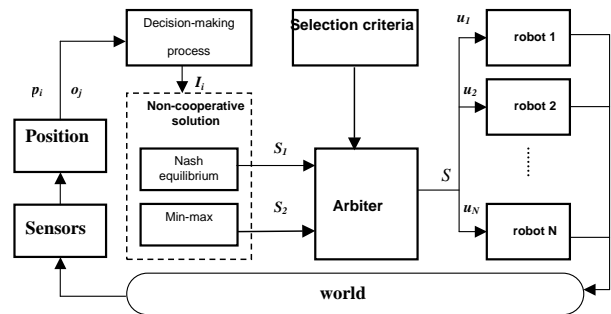 Decision-making
process
Selection criteria
u1
robot 1
pi
oj
Ii
Non-cooperative
solution
u2
robot 2
Position
Nash
equilibrium
S1
S
........
Arbiter
Min-max
S2
Sensors
uN
robot N
world